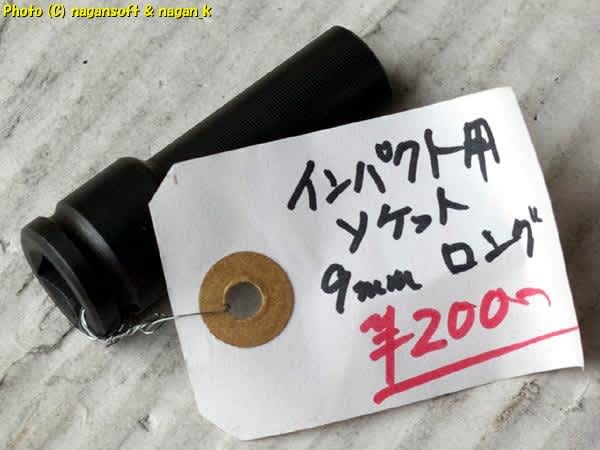 Photo (C) nagansoft & nagan_k
インパクト用
ソケット
9mm ロング
¥200-